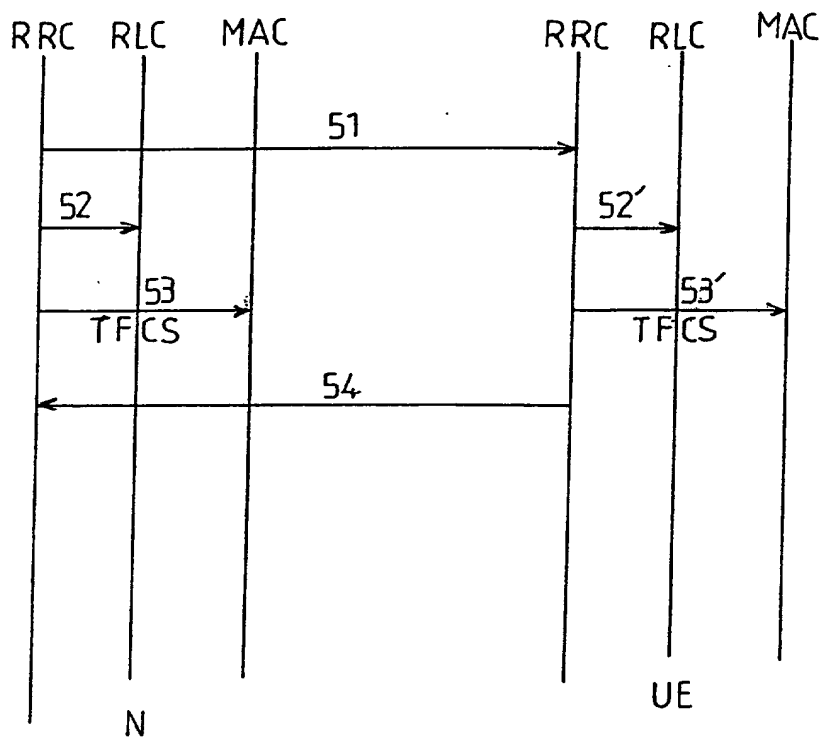 RRC RLC MAC RRC RLC MAC
51
52 52′
53 53′
TFCS TFCS
54
UE
N